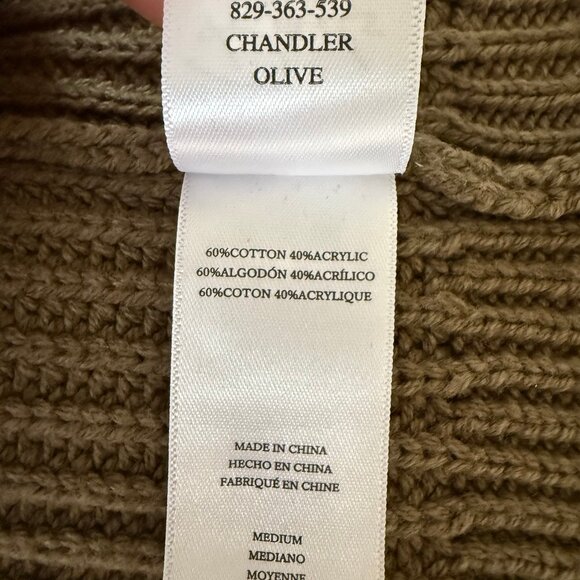 829-363-539
CHANDLER
OLIVE
60%COTTON 40%ACRYLIC
60%ALGODÓN 40%ACRÍLICO
60%COTON 40%ACRYLIQUE
MADE IN CHINA
HECHO EN CHINA
FABRIQUÉ EN CHINE
MEDIUM
MEDIANO
MOYENNE